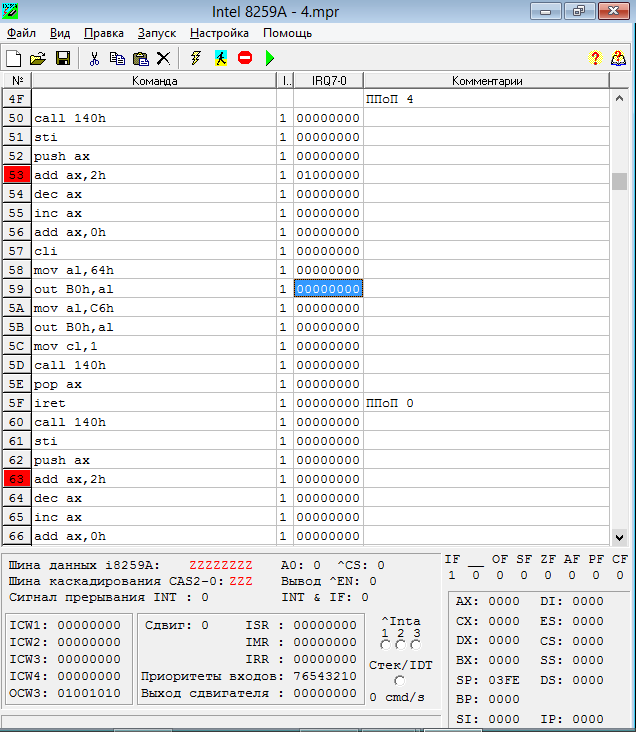 Intel 8259A - 4.mpr
Файл Вид Правка Запуск Настройка Помощь
№ Команда I.. IRQ7-0 Комментарии
4F ППоП 4
50 call 140h 1 00000000
51 sti 1 00000000
52 push ax 1 00000000
53 add ax,2h 1 01000000
54 dec ax 1 00000000
55 inc ax 1 00000000
56 add ax,0h 1 00000000
57 cli 1 00000000
58 mov al,64h 1 00000000
59 out B0h,al 1 00000000
5A mov al,C6h 1 00000000
5B out B0h,al 1 00000000
5C mov cl,1 1 00000000
5D call 140h 1 00000000
5E pop ax 1 00000000
5F iret 1 00000000 ППоП 0
60 call 140h 1 00000000
61 sti 1 00000000
62 push ax 1 00000000
63 add ax,2h 1 00000000
64 dec ax 1 00000000
65 inc ax 1 00000000
66 add ax,0h 1 00000000
Шина данных i8259A: ZZZZZZZZ A0: 0 ^CS: 0
Шина каскадирования CAS2-0: ZZZ Вывод ^EN: 0
Сигнал прерывания INT : 0 INT & IF: 0
IF __ OF SF ZF AF PF CF
1 0 0 0 0 0 0 0
ICW1: 00000000
ICW2: 00000000
ICW3: 00000000
ICW4: 00000000
OCW3: 01001010
Сдвиг: 0 ISR : 00000000
IMR : 00000000
IRR : 00000000
Приоритеты входов: 76543210
Выход сдвигателя : 00000000
^Inta
1 2 3
Стек/IDT
0 cmd/s
AX: 0000 DI: 0000
CX: 0000 ES: 0000
DX: 0000 CS: 0000
BX: 0000 SS: 0000
SP: 03FE DS: 0000
BP: 0000
SI: 0000 IP: 0000